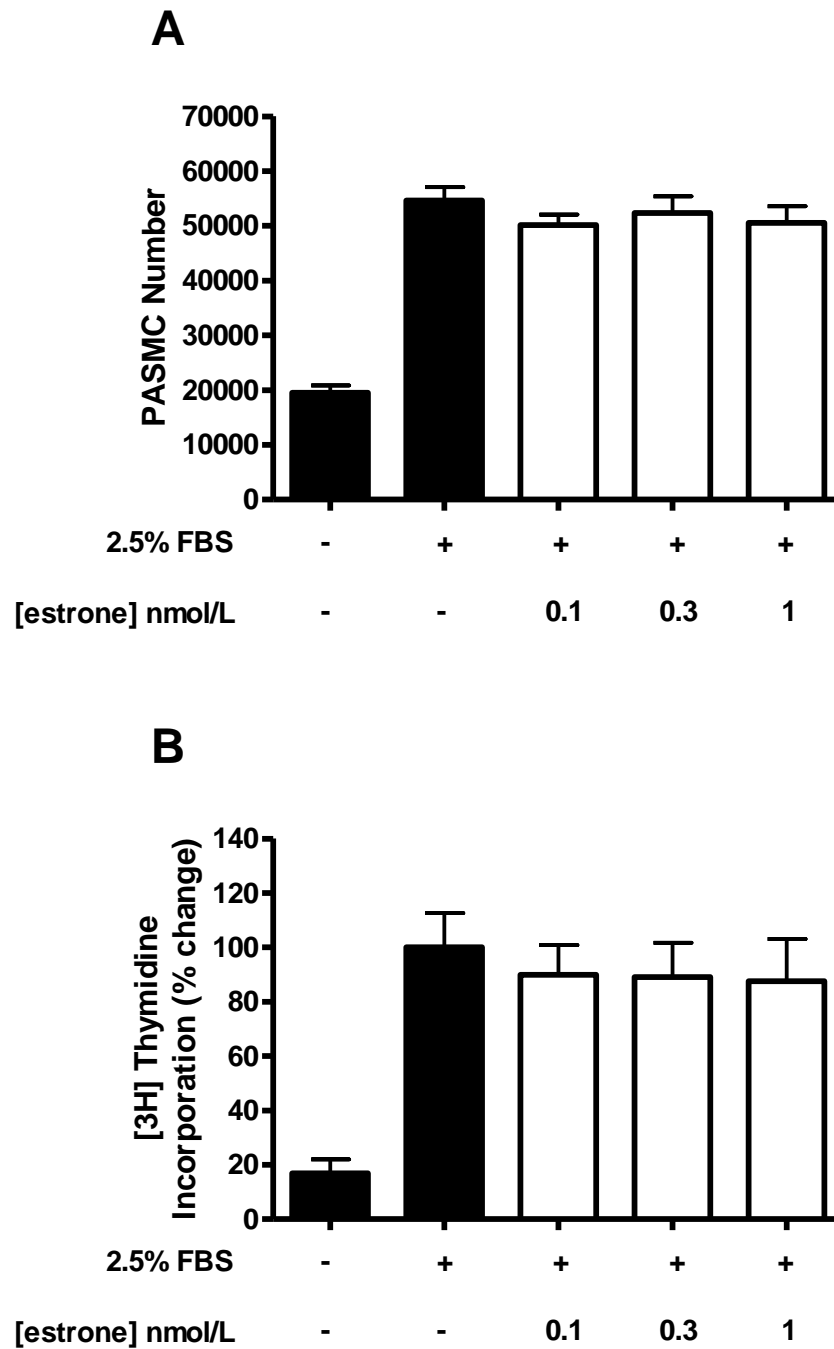 A
70000
60000
50000
40000
30000
20000
10000
0
PASMC Number
2.5% FBS - + + + +
[estrone] nmol/L - - 0.1 0.3 1
B
140
120
100
80
60
40
20
0
[3H] Thymidine
Incorporation (% change)
2.5% FBS - + + + +
[estrone] nmol/L - - 0.1 0.3 1